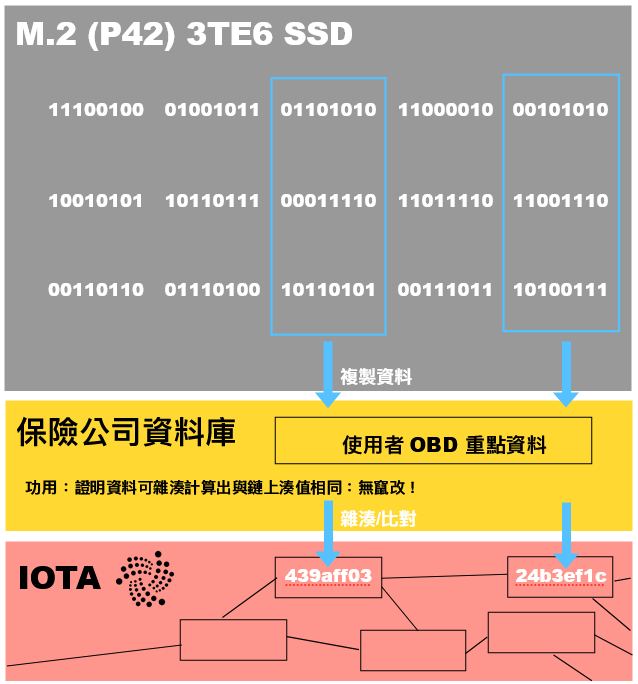 M.2 (P42) 3TE6 SSD
11100100 01001011 01101010 11000010 00101010
10010101 10110111 00011110 11011110 11001110
00110110 01110100 10110101 00111011 10100111
複製資料
保險公司資料庫
使用者 OBD 重點資料
功用：證明資料可雜湊計算出與鏈上湊值相同：無竄改！
雜湊/比對
IOTA
439aff03
24b3ef1c